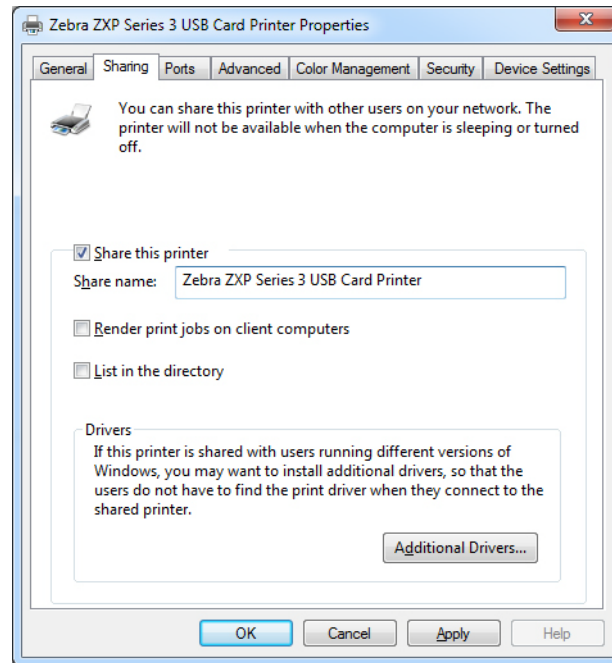 Zebra ZXP Series 3 USB Card Printer Properties
General Sharing Ports Advanced Color Management Security Device Settings
You can share this printer with other users on your network. The
printer will not be available when the computer is sleeping or turned
off.
Share this printer
Share name: Zebra ZXP Series 3 USB Card Printer
Render print jobs on client computers
List in the directory
Drivers
If this printer is shared with users running different versions of
Windows, you may want to install additional drivers, so that the
users do not have to find the print driver when they connect to the
shared printer.
Additional Drivers...
OK Cancel Apply Help